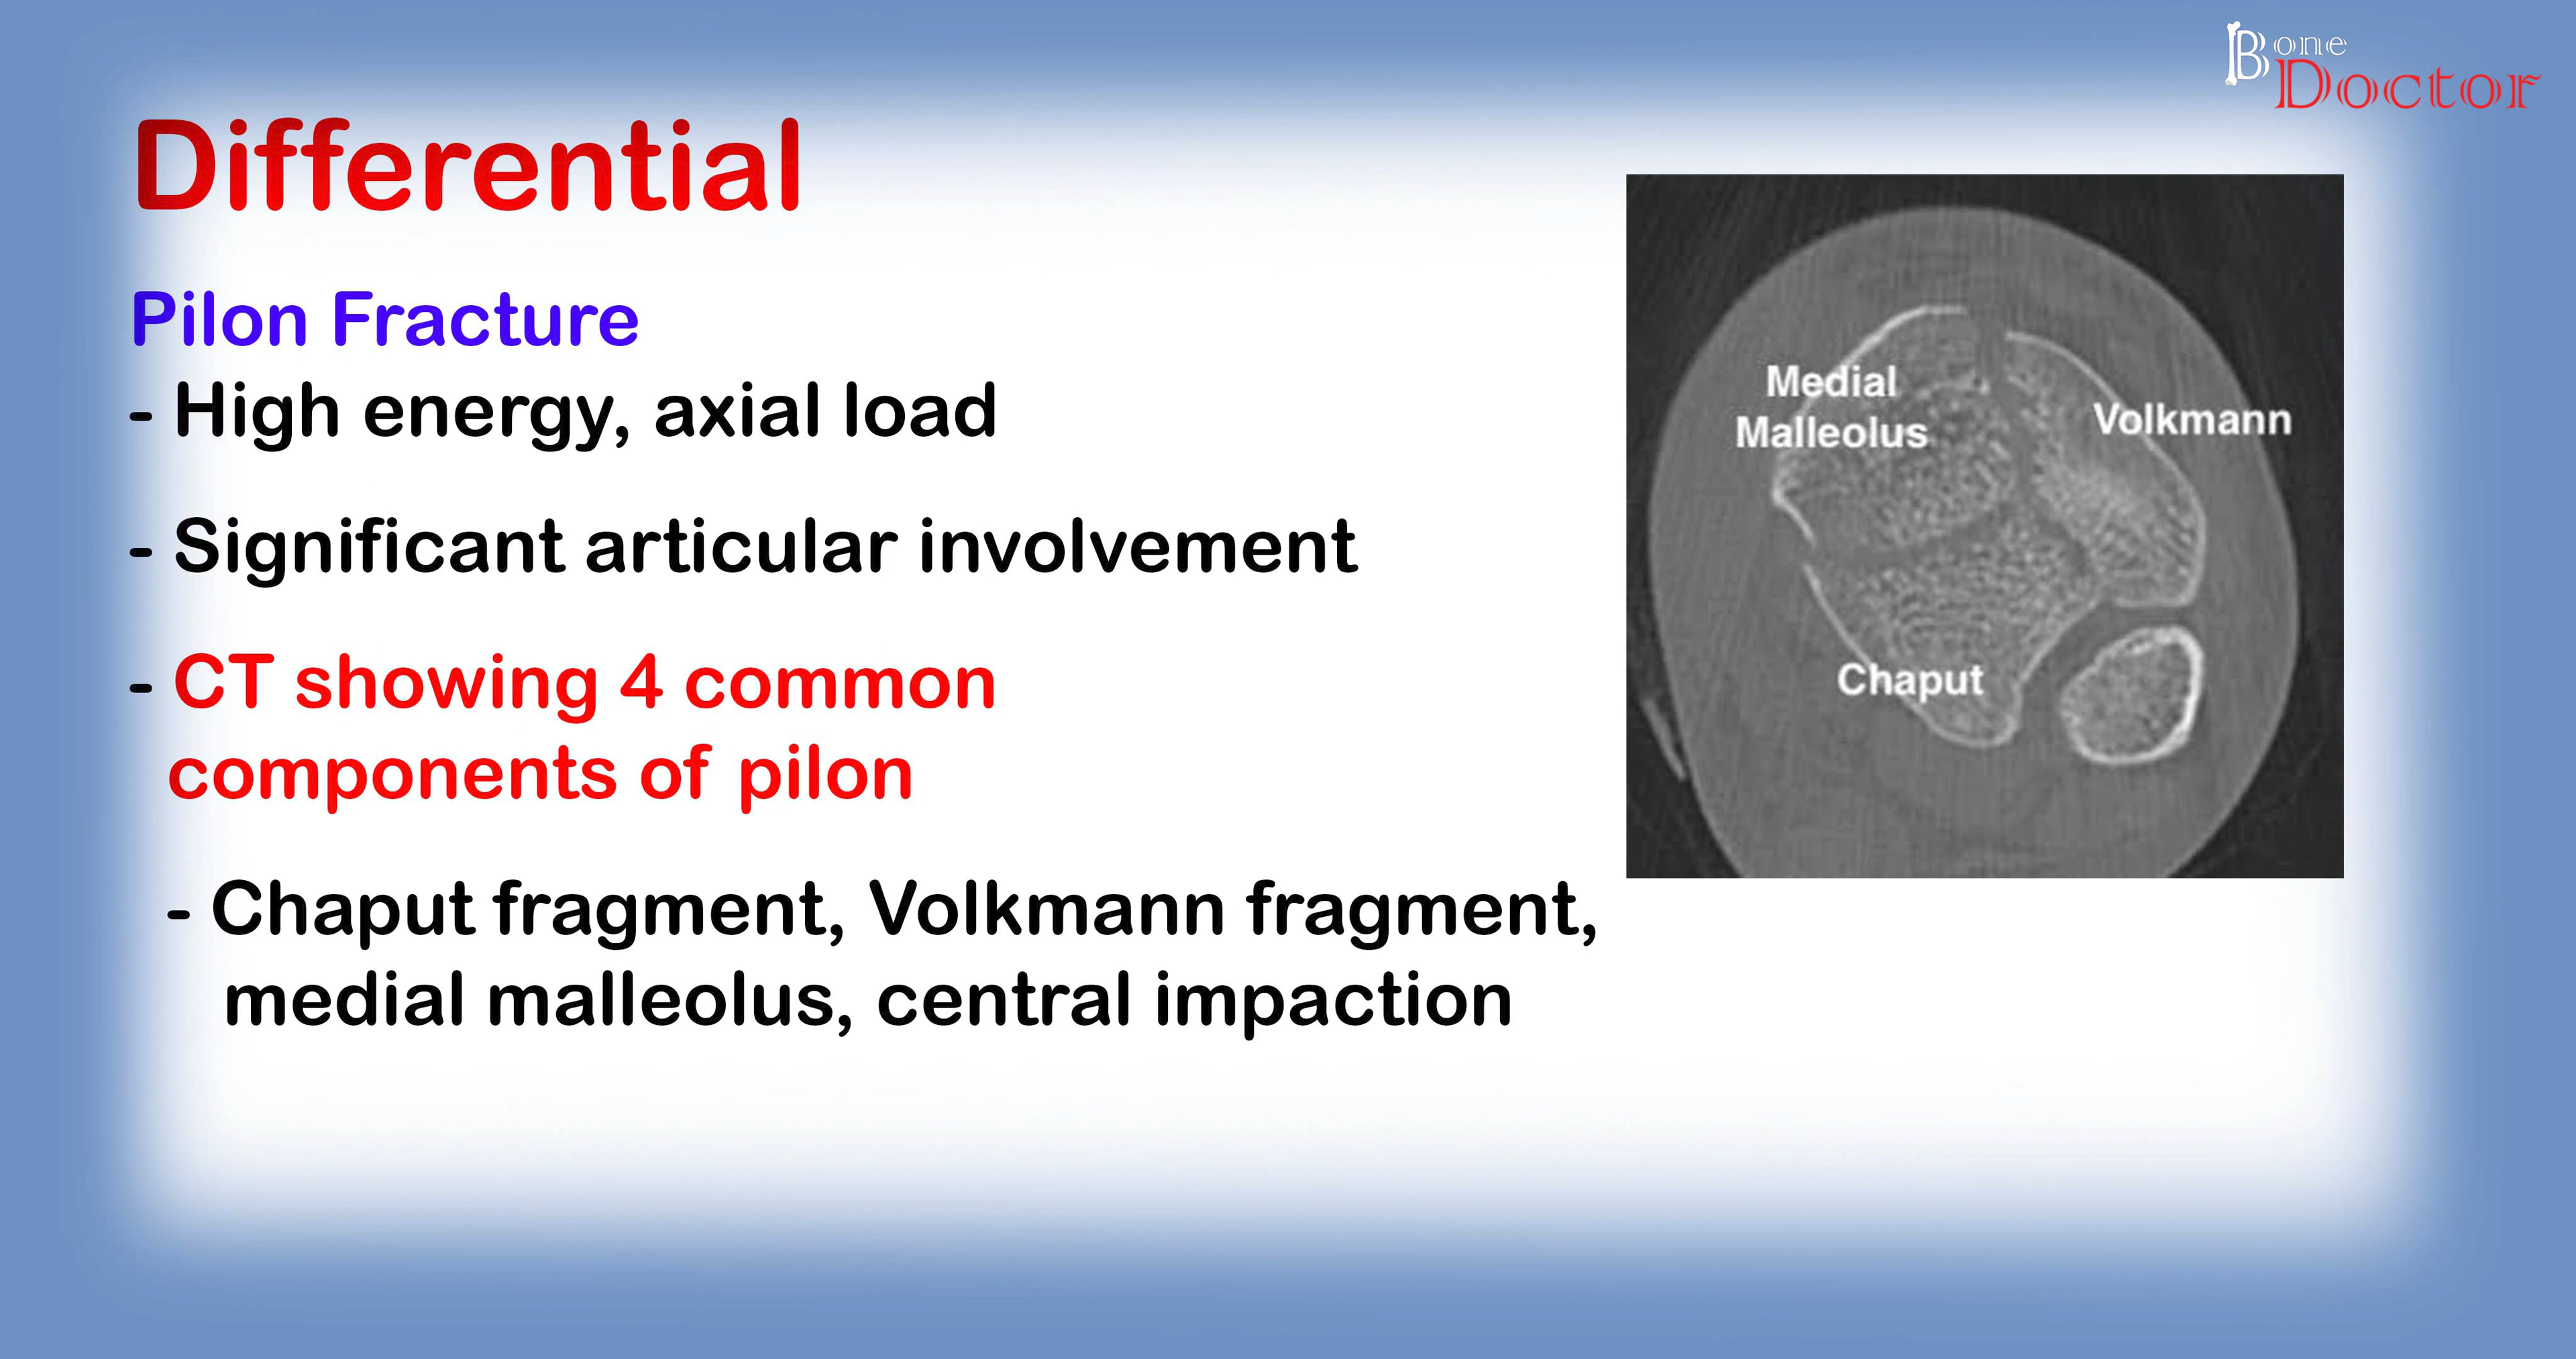 Bone
Doctor
Differential
Pilon Fracture
- High energy, axial load
- Significant articular involvement
- CT showing 4 common
components of pilon
- Chaput fragment, Volkmann fragment,
medial malleolus, central impaction
Medial
Malleolus
Volkmann
Chaput